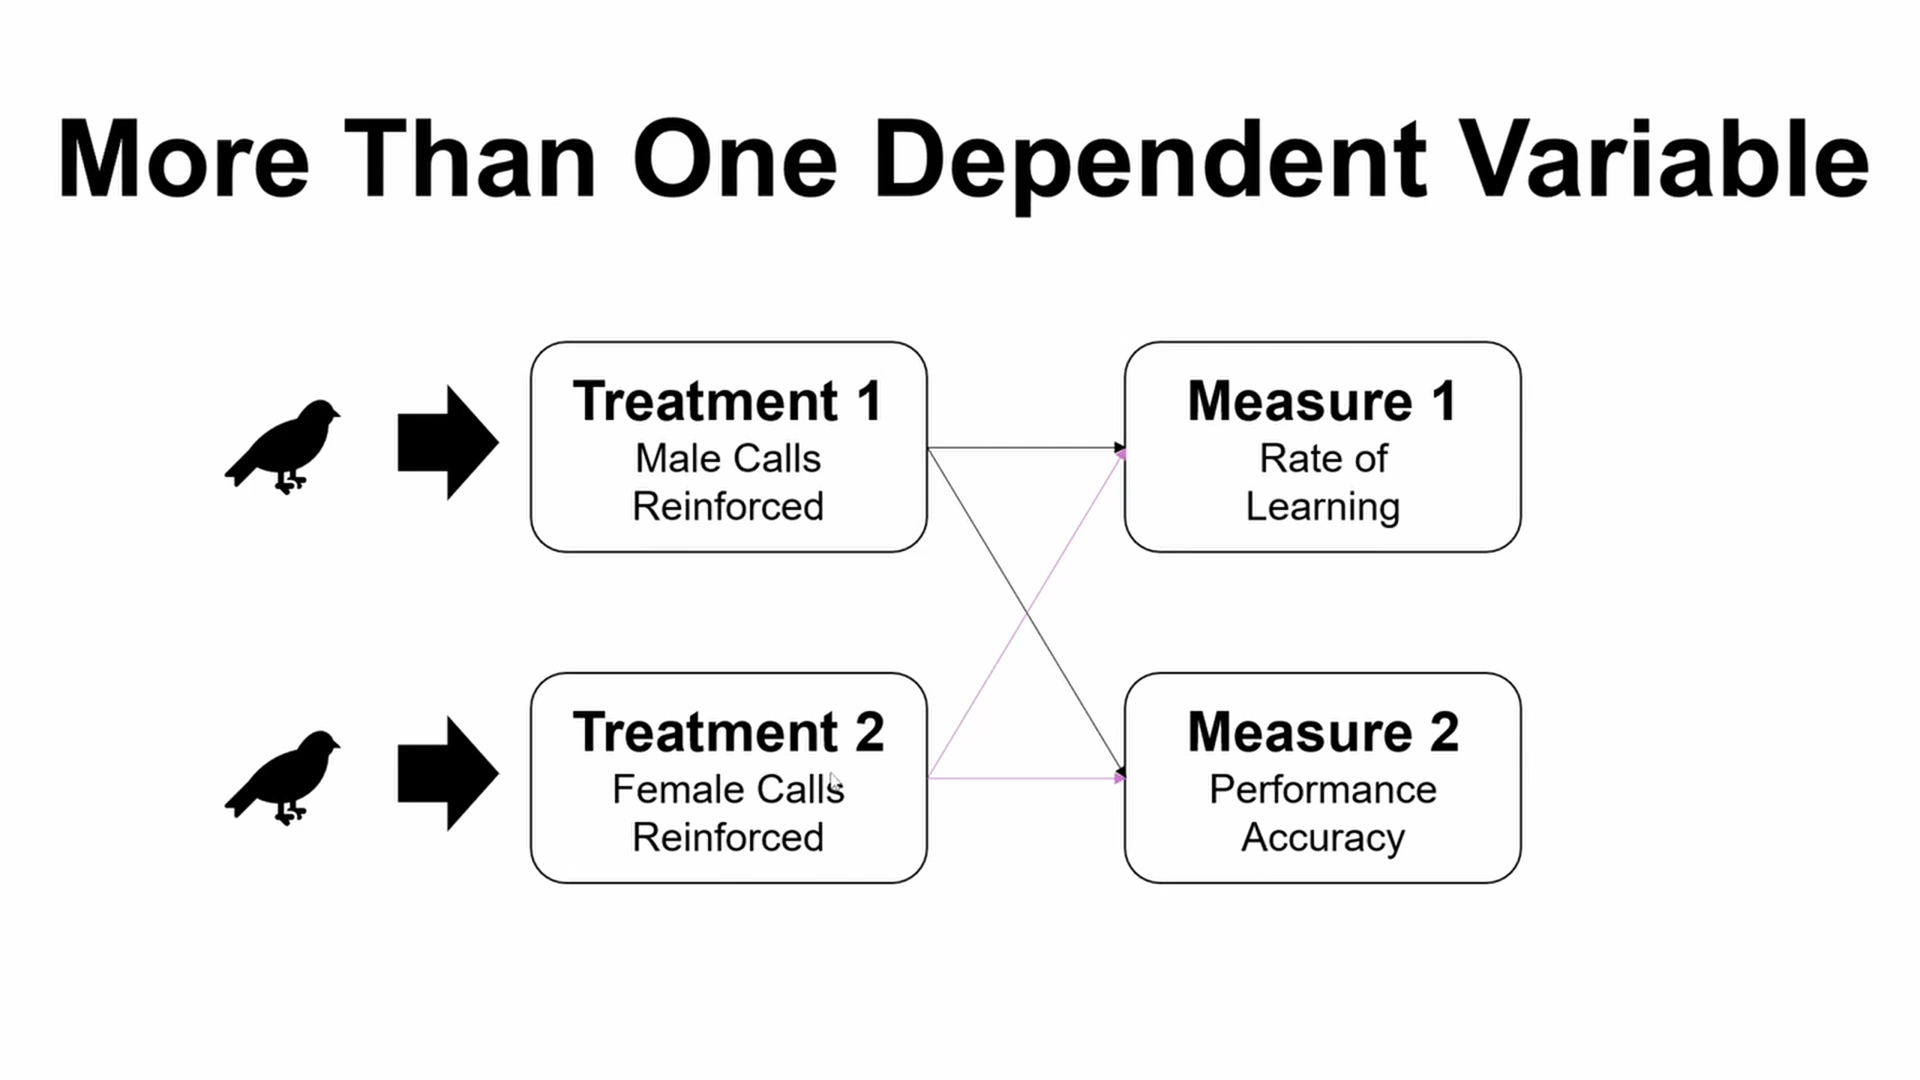 More Than One Dependent Variable
Treatment 1
Male Calls
Reinforced
Measure 1
Rate of
Learning
Treatment 2
Female Calls
Reinforced
Measure 2
Performance
Accuracy